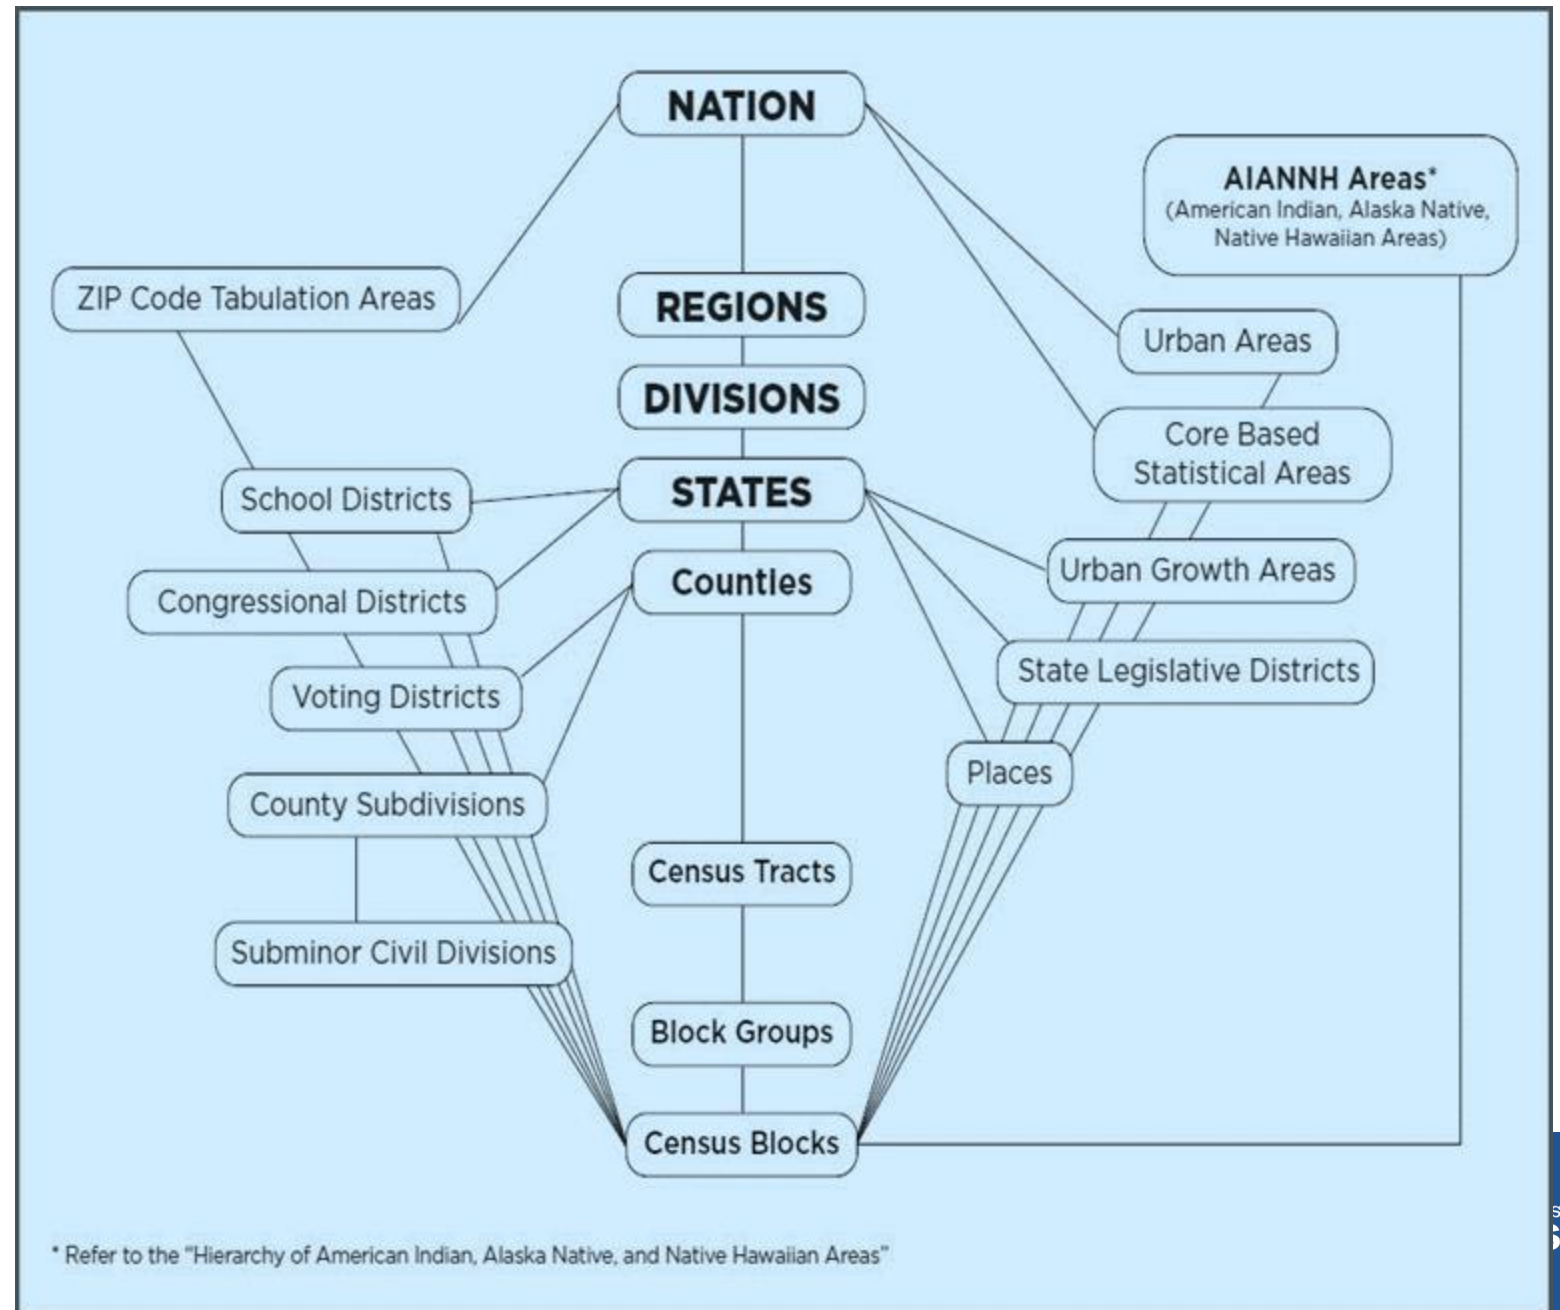 NATION
AIANNH Areas*
(American Indian, Alaska Native,
Native Hawaiian Areas)
ZIP Code Tabulation Areas
REGIONS
Urban Areas
DIVISIONS
Core Based
Statistical Areas
School Districts
STATES
Urban Growth Areas
Congressional Districts
Counties
State Legislative Districts
Voting Districts
Places
County Subdivisions
Census Tracts
Subminor Civil Divisions
Block Groups
Census Blocks
* Refer to the "Hierarchy of American Indian, Alaska Native, and Native Hawaiian Areas"